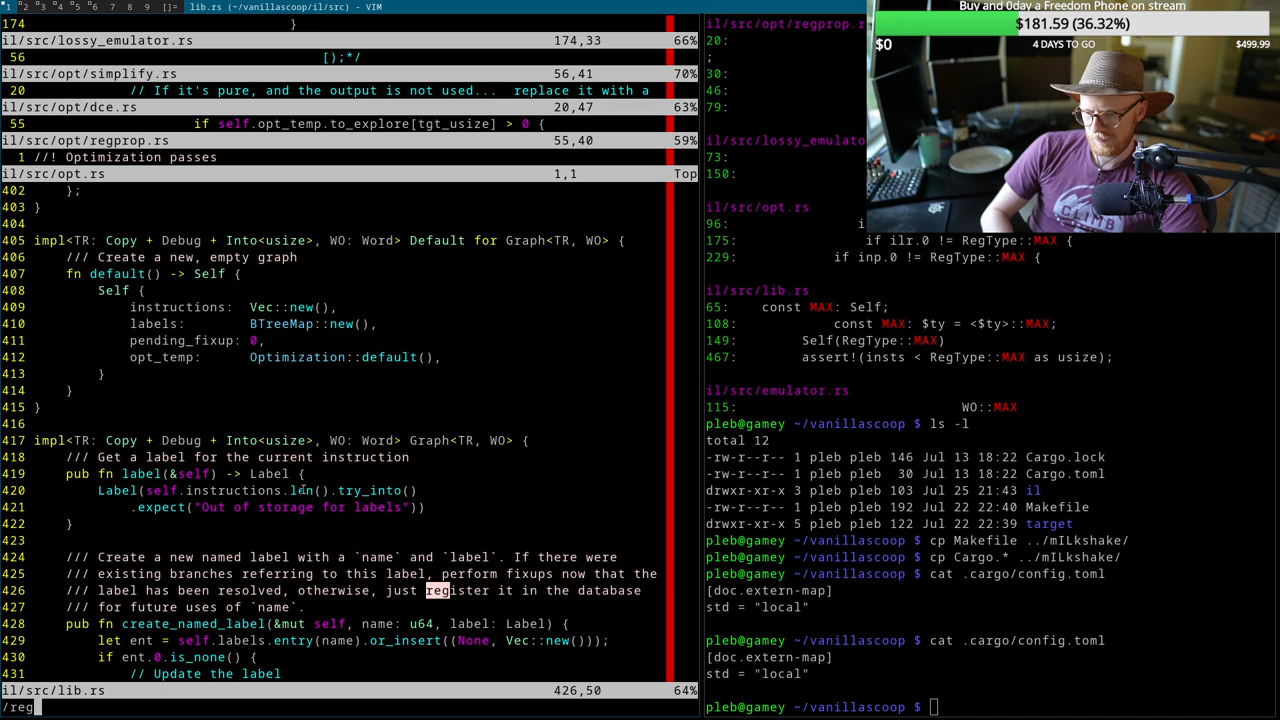 1 2 3 4 5 6 7 8 9 []= lib.rs (~/vanillascoop/il/src) - VIM
174 }
il/src/lossy_emulator.rs 174,33 66%
56 [);*/
il/src/opt/simplify.rs 56,41 70%
20 // If it's pure, and the output is not used... replace it with a
il/src/opt/dce.rs 20,47 63%
55 if self.opt_temp.to_explore[tgt_usize] > 0 {
il/src/opt/regprop.rs 55,40 59%
1 //! Optimization passes
il/src/opt.rs 1,1 Top
402 };
403 }
404
405 impl<TR: Copy + Debug + Into<usize>, WO: Word> Default for Graph<TR, WO> {
406 /// Create a new, empty graph
407 fn default() -> Self {
408 Self {
409 instructions: Vec::new(),
410 labels: BTreeMap::new(),
411 pending_fixup: 0,
412 opt_temp: Optimization::default(),
413 }
414 }
415 }
416
417 impl<TR: Copy + Debug + Into<usize>, WO: Word> Graph<TR, WO> {
418 /// Get a label for the current instruction
419 pub fn label(&self) -> Label {
420 Label(self.instructions.len().try_into()
421 .expect("Out of storage for labels"))
422 }
423
424 /// Create a new named label with a `name` and `label`. If there were
425 /// existing branches referring to this label, perform fixups now that the
426 /// label has been resolved, otherwise, just register it in the database
427 /// for future uses of `name`.
428 pub fn create_named_label(&mut self, name: u64, label: Label) {
429 let ent = self.labels.entry(name).or_insert((None, Vec::new()));
430 if ent.0.is_none() {
431 // Update the label
il/src/lib.rs 426,50 64%
/reg
il/src/opt/regprop.r
20:
;
30:
46:
79:
il/src/lossy_emulato
73:
150:
il/src/opt.rs
96: i
175: if ilr.0 != RegType::MAX {
229: if inp.0 != RegType::MAX {
il/src/lib.rs
65: const MAX: Self;
108: const MAX: $ty = <$ty>::MAX;
149: Self(RegType::MAX)
467: assert!(insts < RegType::MAX as usize);
il/src/emulator.rs
115: WO::MAX
pleb@gamey ~/vanillascoop $ ls -l
total 12
-rw-r--r-- 1 pleb pleb 146 Jul 13 18:22 Cargo.lock
-rw-r--r-- 1 pleb pleb 30 Jul 13 18:22 Cargo.toml
drwxr-xr-x 3 pleb pleb 103 Jul 25 21:43 il
-rw-r--r-- 1 pleb pleb 192 Jul 22 22:40 Makefile
drwxr-xr-x 5 pleb pleb 122 Jul 22 22:39 target
pleb@gamey ~/vanillascoop $ cp Makefile ../mILkshake/
pleb@gamey ~/vanillascoop $ cp Cargo.* ../mILkshake/
pleb@gamey ~/vanillascoop $ cat .cargo/config.toml
[doc.extern-map]
std = "local"
pleb@gamey ~/vanillascoop $ cat .cargo/config.toml
[doc.extern-map]
std = "local"
pleb@gamey ~/vanillascoop $
Buy and 0day a Freedom Phone on stream
$181.59 (36.32%)
$0 4 DAYS TO GO $499.99
CLIMB